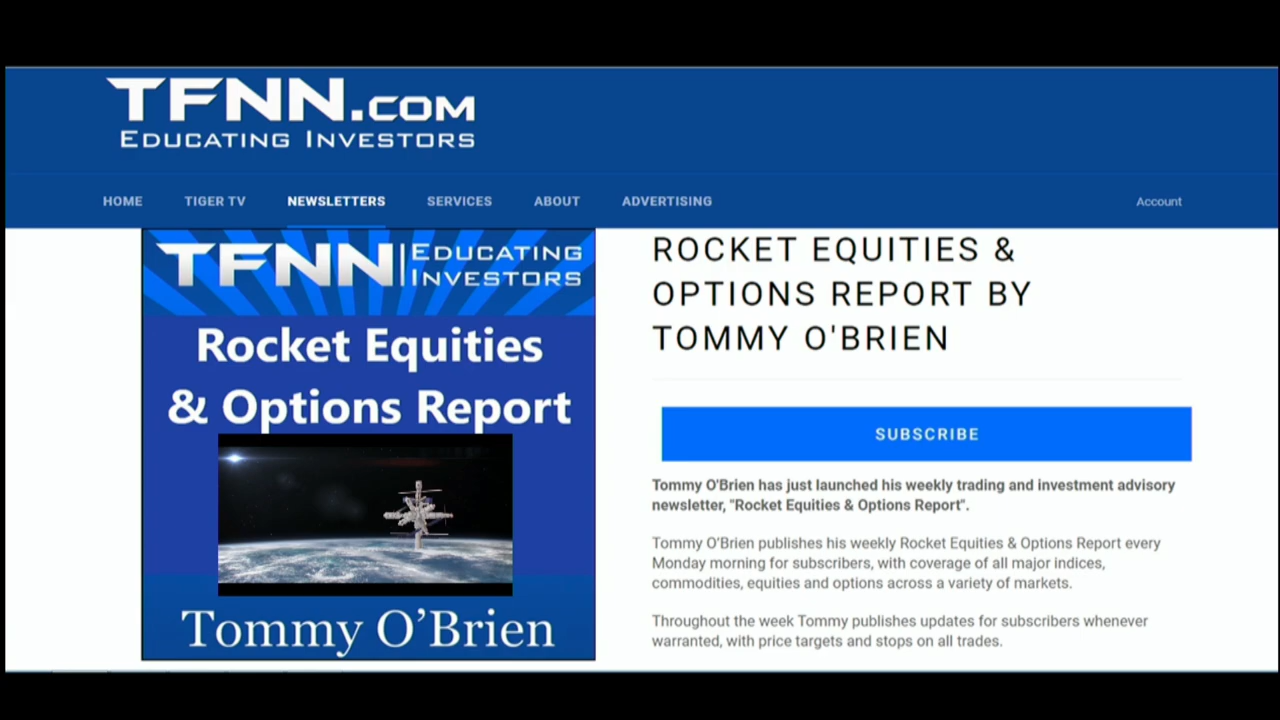 TFNN.COM
EDUCATING INVESTORS
HOME TIGER TV NEWSLETTERS SERVICES ABOUT ADVERTISING Account
TFNN | EDUCATING
INVESTORS
Rocket Equities
& Options Report
Tommy O’Brien
ROCKET EQUITIES &
OPTIONS REPORT BY
TOMMY O'BRIEN
SUBSCRIBE
Tommy O'Brien has just launched his weekly trading and investment advisory
newsletter, "Rocket Equities & Options Report".
Tommy O’Brien publishes his weekly Rocket Equities & Options Report every
Monday morning for subscribers, with coverage of all major indices,
commodities, equities and options across a variety of markets.
Throughout the week Tommy publishes updates for subscribers whenever
warranted, with price targets and stops on all trades.